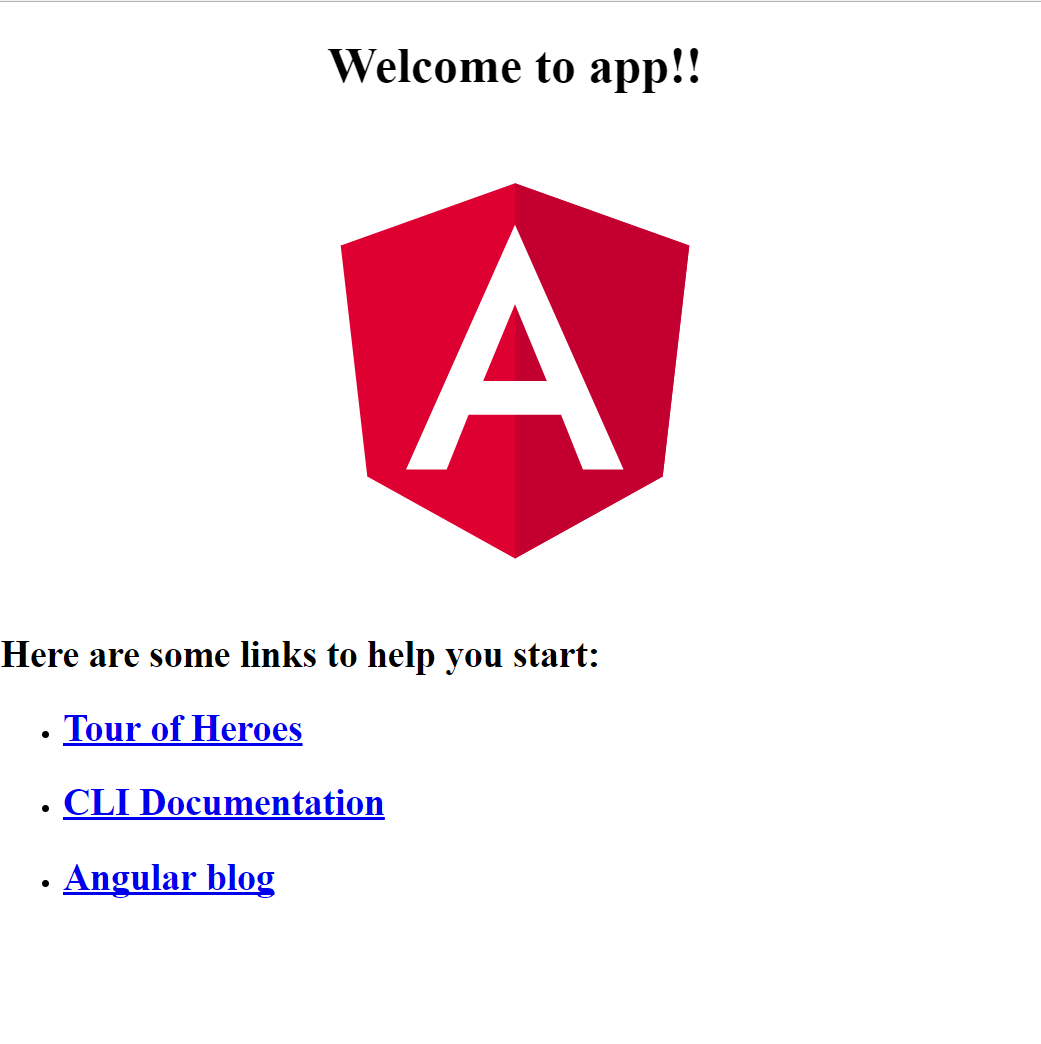 Welcome to app!!
A
Here are some links to help you start:
Tour of Heroes
CLI Documentation
Angular blog